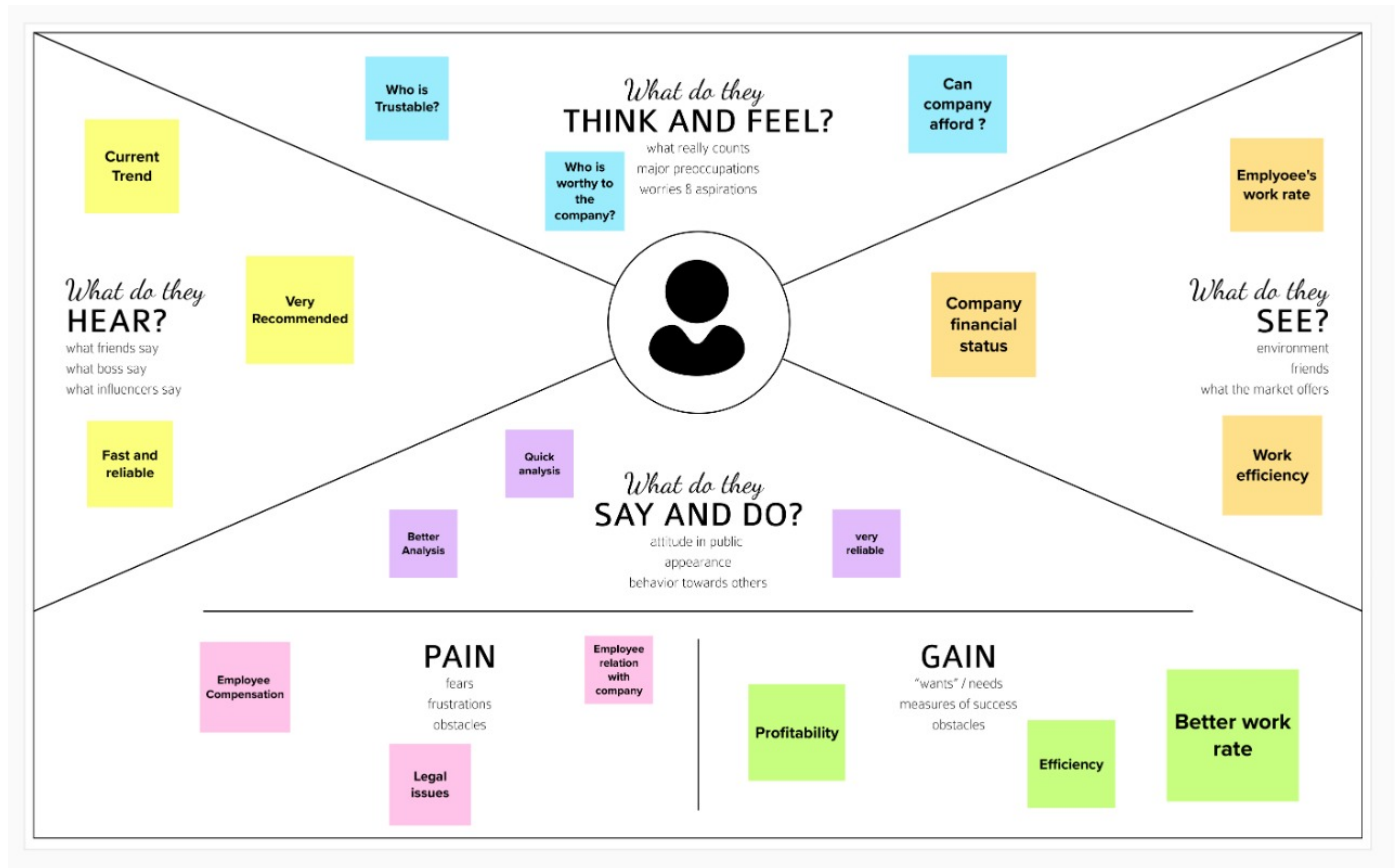 Who is
Trustable?
What do they
THINK AND FEEL?
what really counts
major preoccupations
worries & aspirations
Who is
worthy to
the
company?
Can
company
afford ?
Current
Trend
What do they
HEAR?
what friends say
what boss say
what influencers say
Very
Recommended
Fast and
reliable
Emplyoee's
work rate
Company
financial
status
What do they
SEE?
environment
friends
what the market offers
Work
efficiency
Quick
analysis
Better
Analysis
What do they
SAY AND DO?
attitude in public
appearance
behavior towards others
very
reliable
Employee
Compensation
PAIN
fears
frustrations
obstacles
Employee
relation
with
company
Legal
issues
GAIN
"wants" / needs
measures of success
obstacles
Profitability
Efficiency
Better work
rate